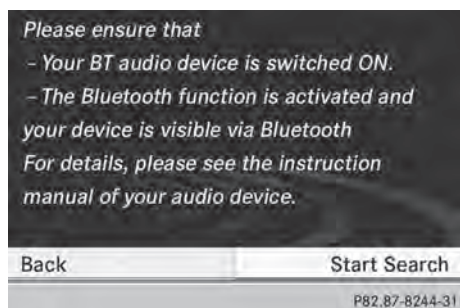 Please ensure that
– Your BT audio device is switched ON.
– The Bluetooth function is activated and
your device is visible via Bluetooth
For details, please see the instruction
manual of your audio device.
Back Start Search
P82.87-8244-31